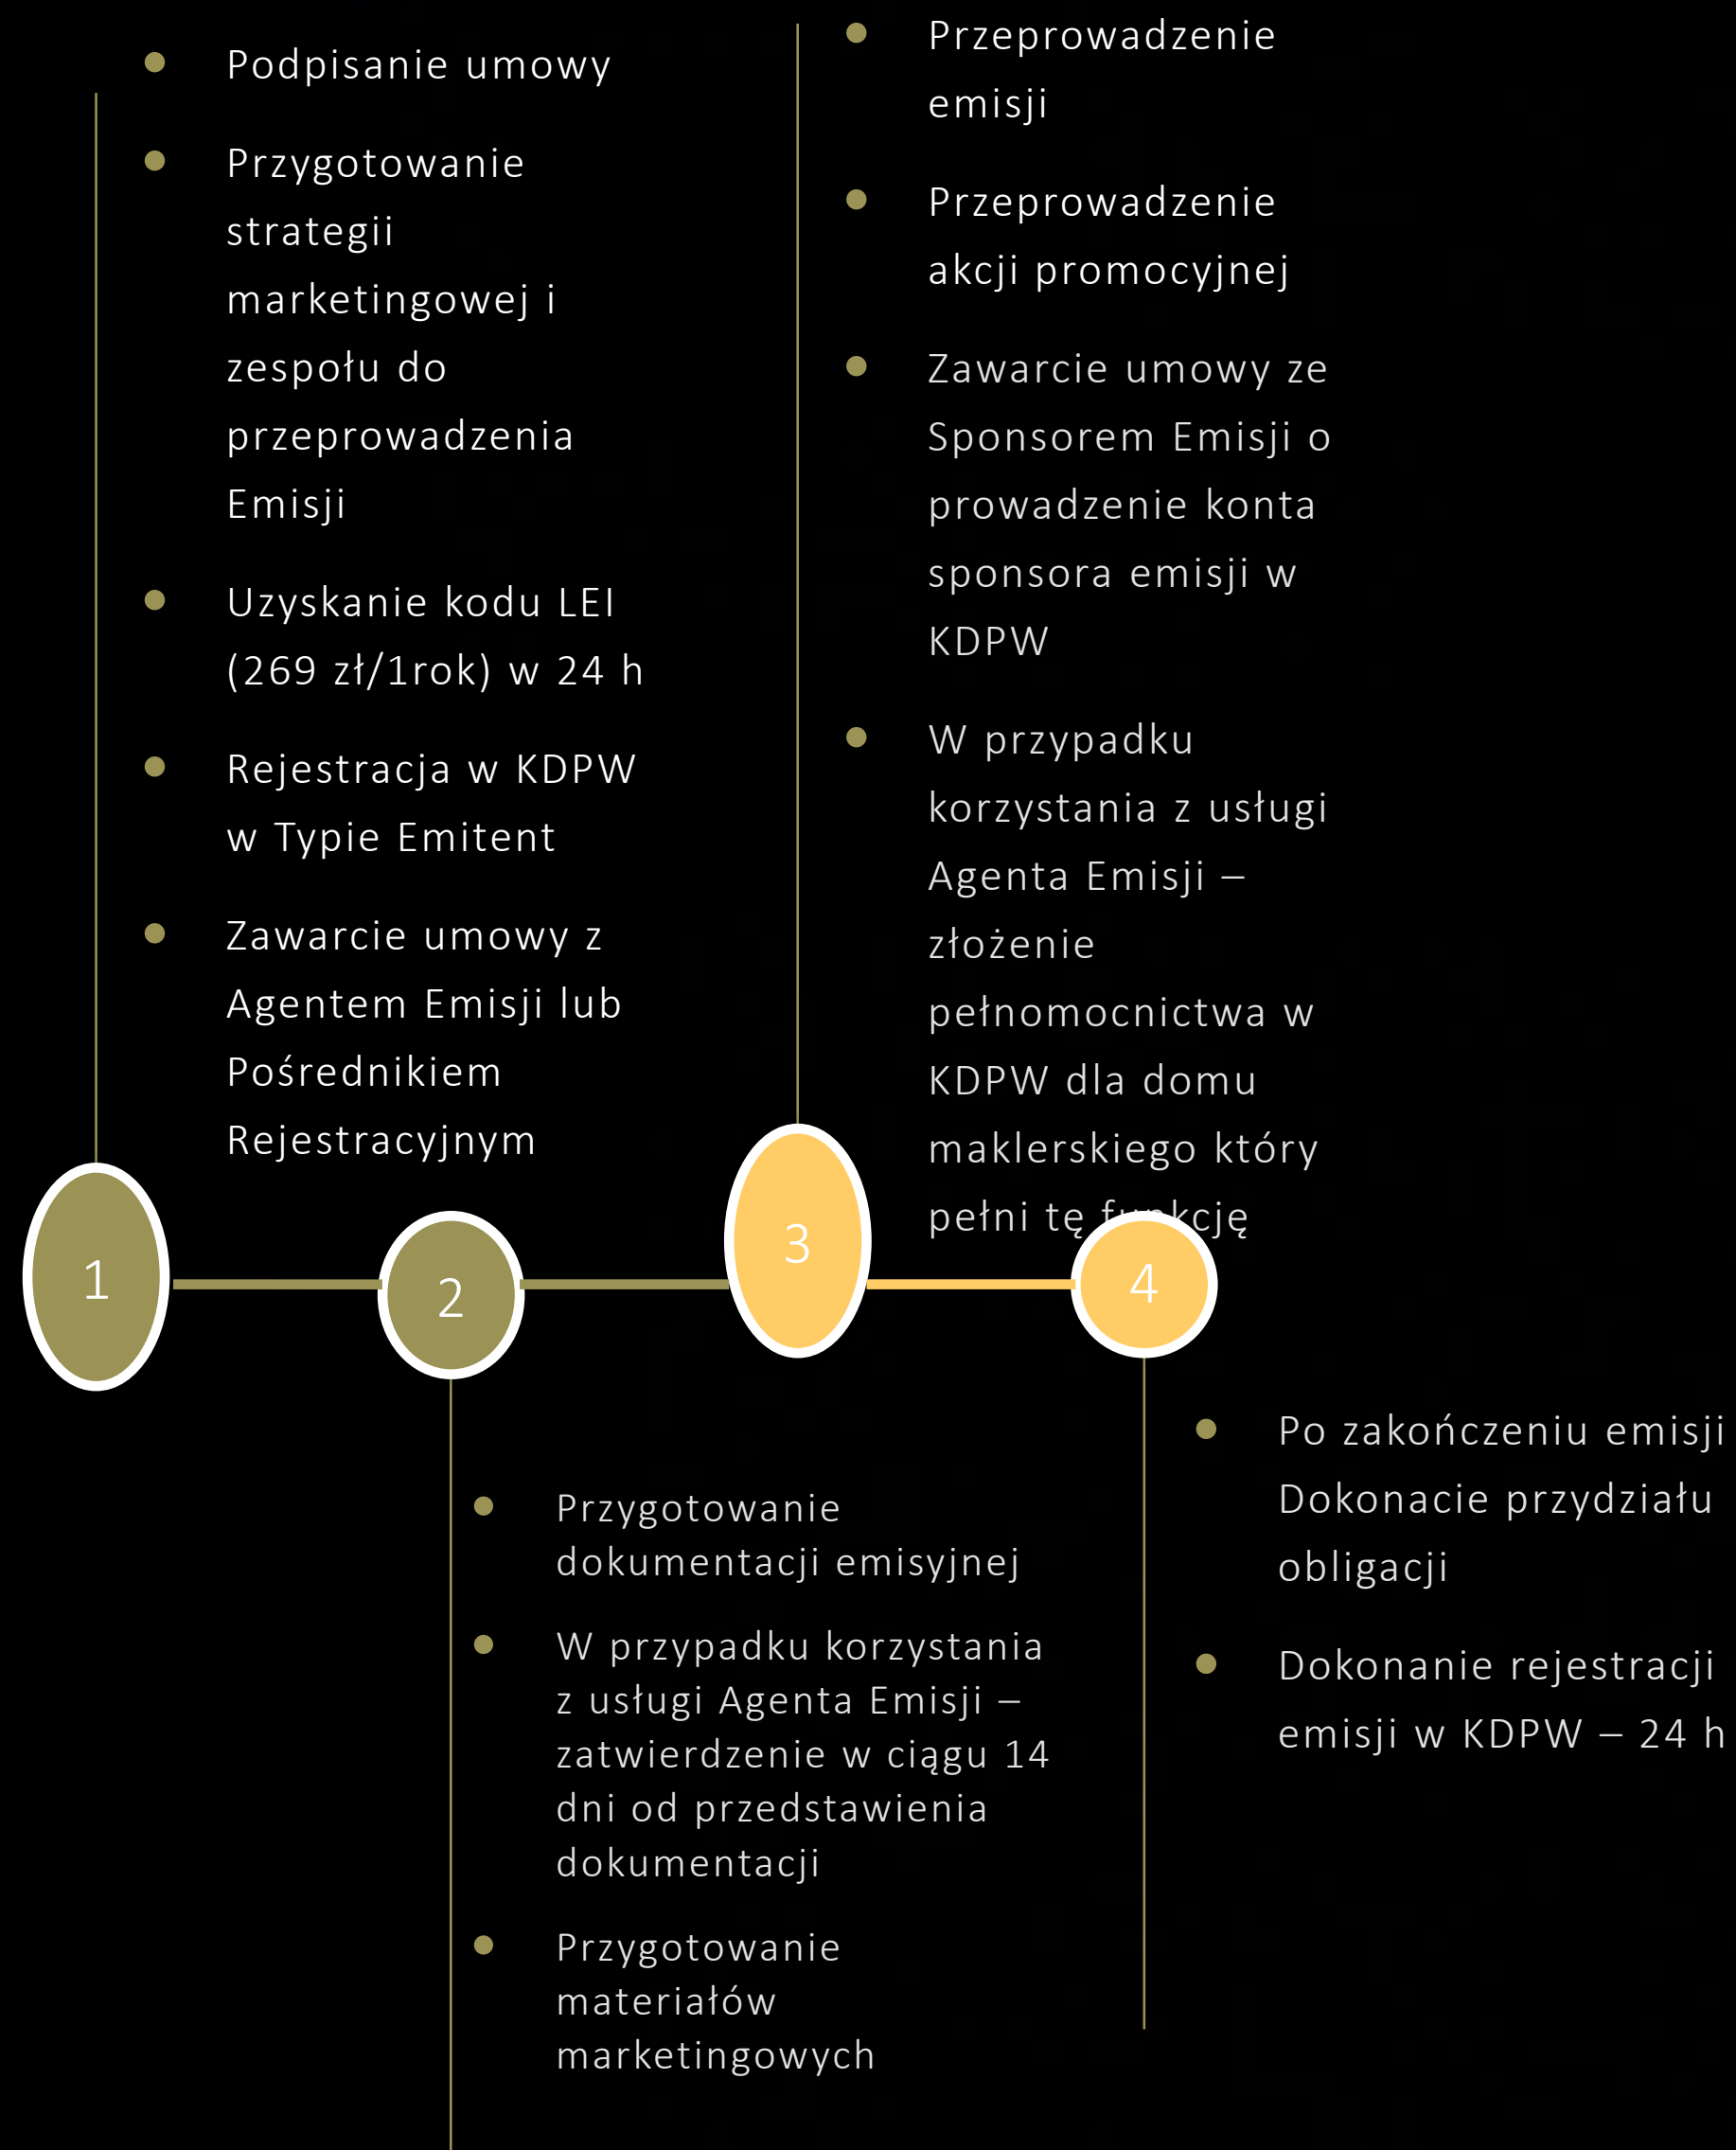 Podpisanie umowy
Przygotowanie
strategii
marketingowej i
zespołu do
przeprowadzenia
Emisji
Uzyskanie kodu LEI
(269 zł/1rok) w 24 h
Rejestracja w KDPW
w Typie Emitent
Zawarcie umowy z
Agentem Emisji lub
Pośrednikiem
Rejestracyjnym
1
2
Przygotowanie
dokumentacji emisyjnej
W przypadku korzystania
z usługi Agenta Emisji –
zatwierdzenie w ciągu 14
dni od przedstawienia
dokumentacji
Przygotowanie
materiałów
marketingowych
Przeprowadzenie
emisji
Przeprowadzenie
akcji promocyjnej
Zawarcie umowy ze
Sponsorem Emisji o
prowadzenie konta
sponsora emisji w
KDPW
W przypadku
korzystania z usługi
Agenta Emisji –
złożenie
pełnomocnictwa w
KDPW dla domu
maklerskiego który
pełni tę funkcję
3
4
Po zakończeniu emisji
Dokonacie przydziału
obligacji
Dokonanie rejestracji
emisji w KDPW – 24 h